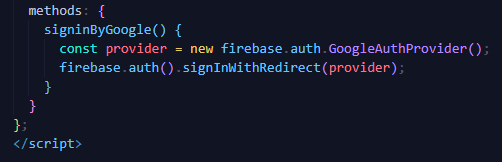 methods: {
signinByGoogle() {
const provider = new firebase.auth.GoogleAuthProvider();
firebase.auth().signInWithRedirect(provider);
}
}
};
</script>